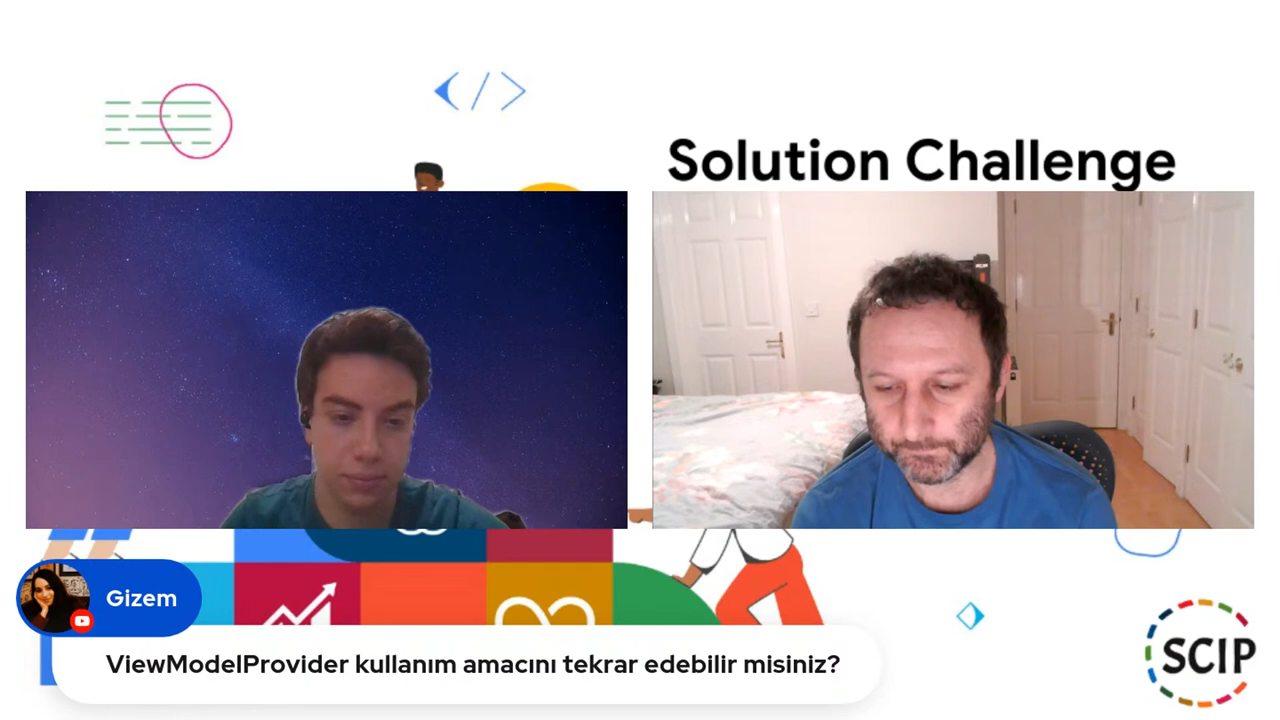 Solution Challenge
Gizem
ViewModelProvider kullanım amacını tekrar edebilir misiniz?
SCIP